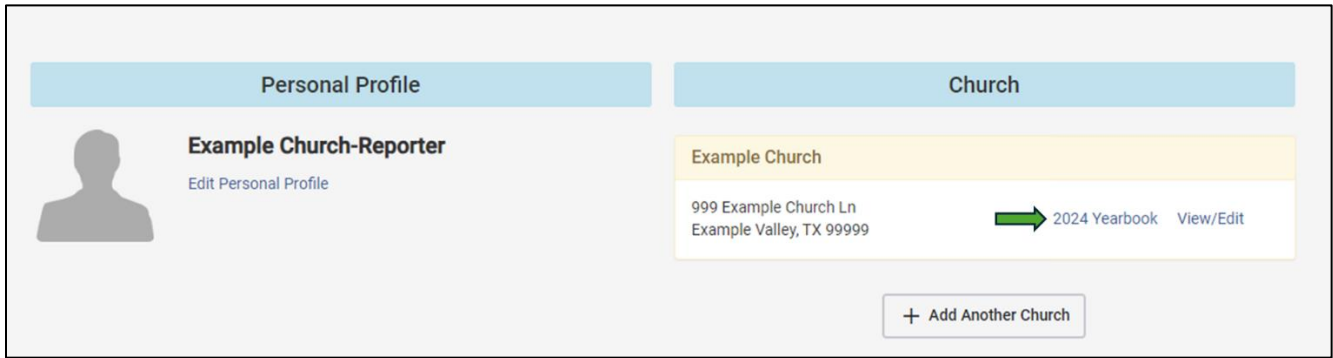 Personal Profile
Example Church-Reporter
Edit Personal Profile
Church
Example Church
999 Example Church Ln
Example Valley, TX 99999
2024 Yearbook View/Edit
+ Add Another Church